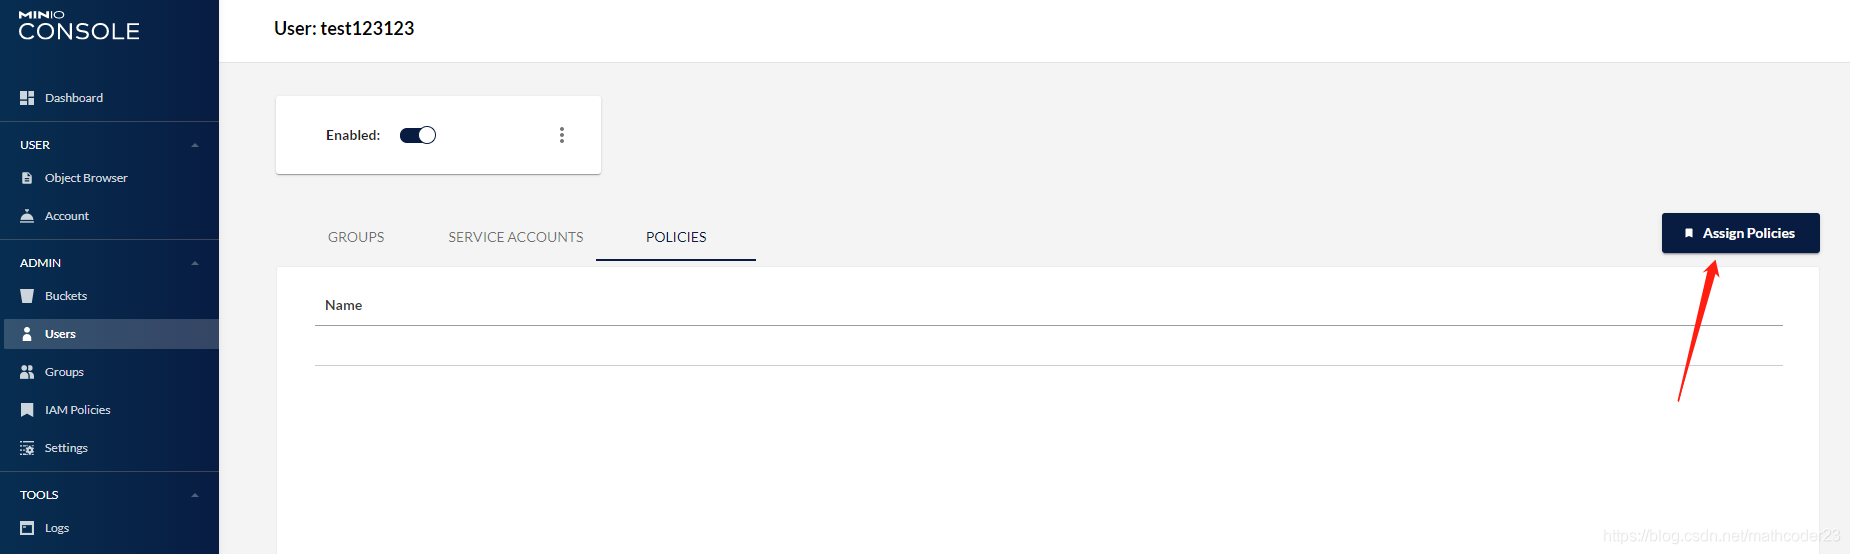 MINIO
CONSOLE
User: test123123
Dashboard
USER
Object Browser
Account
ADMIN
Buckets
Users
Groups
IAM Policies
Settings
TOOLS
Logs
Enabled:
GROUPS
SERVICE ACCOUNTS
POLICIES
Assign Policies
Name
https://blog.csdn.net/mathcoder23